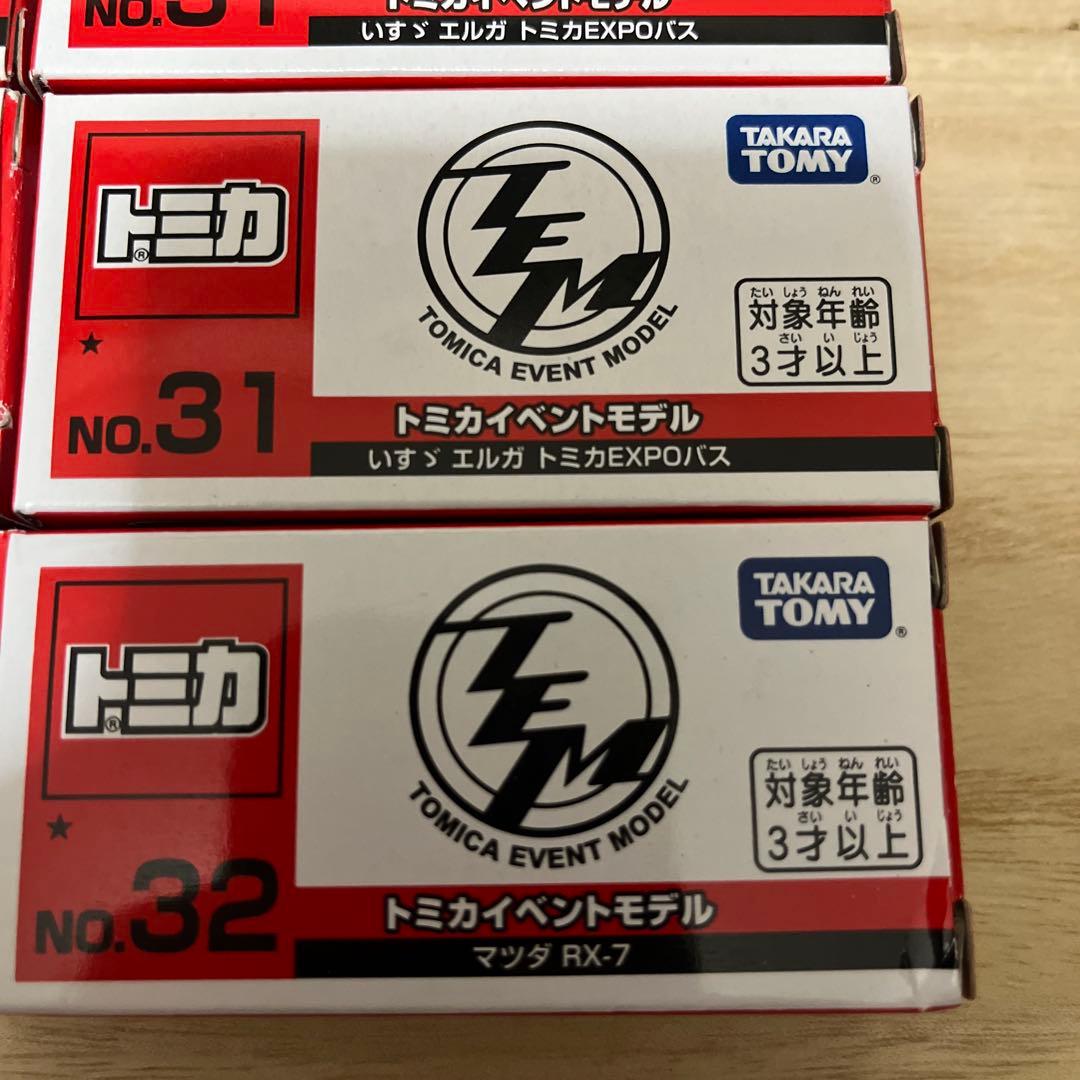 NO.31
トミカイベントモデル
いすゞ エルガ トミカEXPOバス
トミカ®
TEM
TOMICA EVENT MODEL
TAKARA
TOMY®
たい しょう ねん れい
対象年齢
さい い じょう
3才以上
★
NO.31
トミカイベントモデル
いすゞ エルガ トミカEXPOバス
トミカ®
TEM
TOMICA EVENT MODEL
TAKARA
TOMY®
たい しょう ねん れい
対象年齢
さい い じょう
3才以上
★
NO.32
トミカイベントモデル
マツダ RX-7